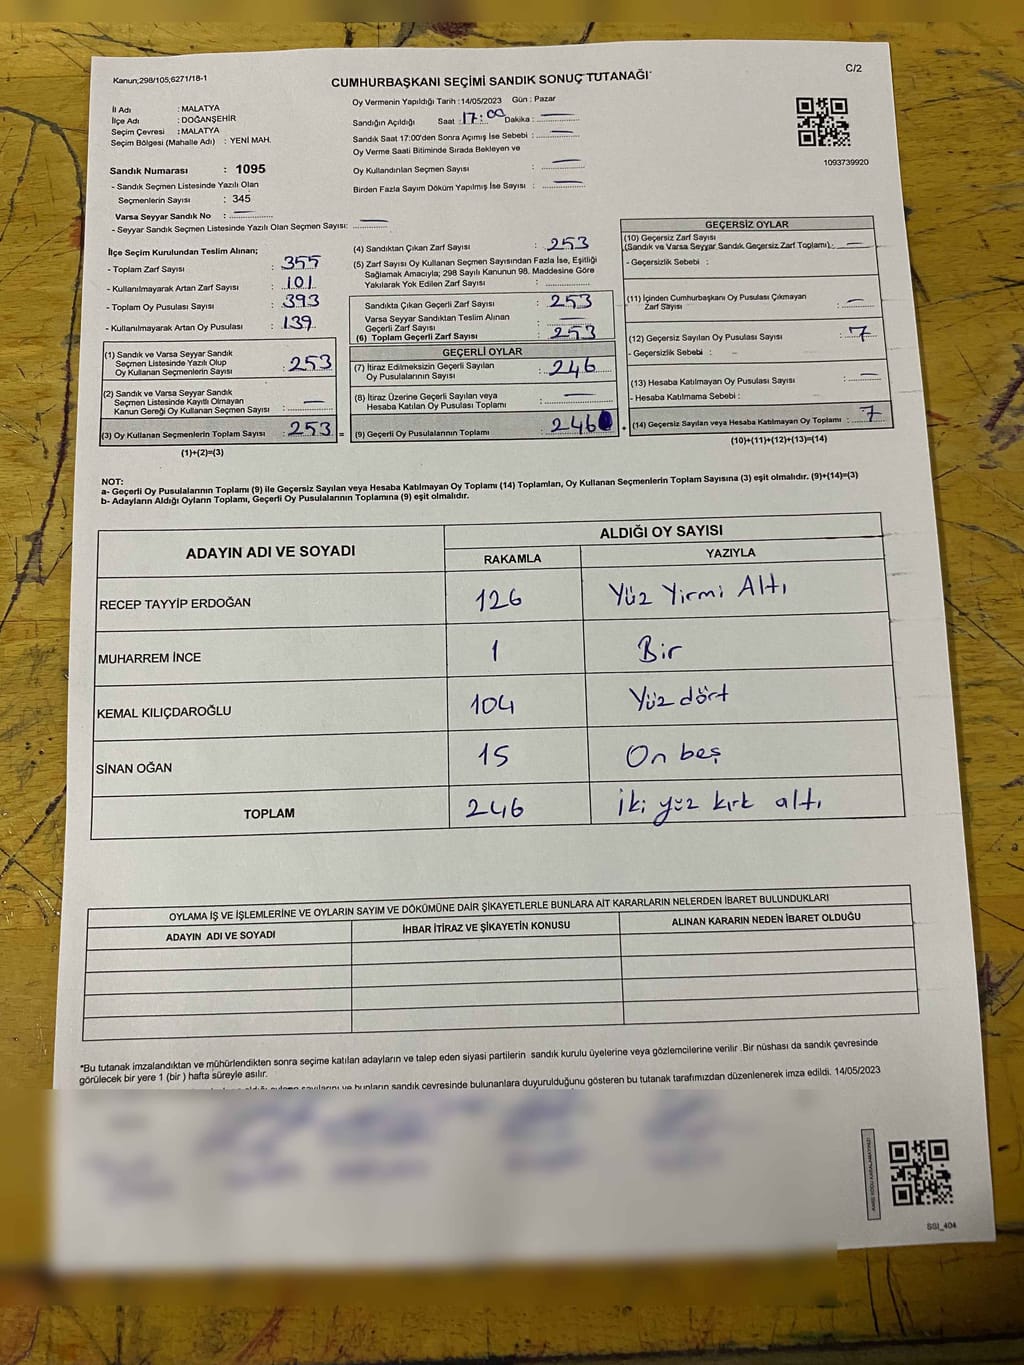 Kanun;298/105;6271/18-1
CUMHURBAŞKANI SEÇİMİ SANDIK SONUÇ TUTANAĞI*
C/2
İl Adı : MALATYA
İlçe Adı : DOĞANŞEHİR
Seçim Çevresi : MALATYA
Seçim Bölgesi (Mahalle Adı) : YENİ MAH.
Oy Vermenin Yapıldığı Tarih :14/05/2023 Gün : Pazar
Sandığın Açıldığı Saat : 17:00 Dakika :
Sandık Saat 17:00'den Sonra Açımış İse Sebebi :
Oy Verme Saati Bitiminde Sırada Bekleyen ve
Oy Kullandırılan Seçmen Sayısı :
Birden Fazla Sayım Döküm Yapılmış İse Sayısı :
1093739920
Sandık Numarası : 1095
- Sandık Seçmen Listesinde Yazılı Olan
Seçmenlerin Sayısı : 345
Varsa Seyyar Sandık No :
- Seyyar Sandık Seçmen Listesinde Yazılı Olan Seçmen Sayısı:
İlçe Seçim Kurulundan Teslim Alınan;
- Toplam Zarf Sayısı : 355
- Kullanılmayarak Artan Zarf Sayısı : 101
- Toplam Oy Pusulası Sayısı : 393
- Kullanılmayarak Artan Oy Pusulası : 139
(1) Sandık ve Varsa Seyyar Sandık
Seçmen Listesinde Yazılı Olup
Oy Kullanan Seçmenlerin Sayısı : 253
(2) Sandık ve Varsa Seyyar Sandık
Seçmen Listesinde Kayıtlı Olmayan
Kanun Gereği Oy Kullanan Seçmen Sayısı :
(3) Oy Kullanan Seçmenlerin Toplam Sayısı : 253 =
(1)+(2)=(3)
(4) Sandıktan Çıkan Zarf Sayısı : 253
(5) Zarf Sayısı Oy Kullanan Seçmen Sayısından Fazla İse, Eşitliği
Sağlamak Amacıyla; 298 Sayılı Kanunun 98. Maddesine Göre
Yakılarak Yok Edilen Zarf Sayısı :
Sandıkta Çıkan Geçerli Zarf Sayısı : 253
Varsa Seyyar Sandıktan Teslim Alınan
Geçerli Zarf Sayısı :
(6) Toplam Geçerli Zarf Sayısı : 253
GEÇERLİ OYLAR
(7) İtiraz Edilmeksizin Geçerli Sayılan
Oy Pusulalarının Sayısı : 246
(8) İtiraz Üzerine Geçerli Sayılan veya
Hesaba Katılan Oy Pusulası Toplamı :
(9) Geçerli Oy Pusulalarının Toplamı : 246
GEÇERSİZ OYLAR
(10) Geçersiz Zarf Sayısı
(Sandık ve Varsa Seyyar Sandık Geçersiz Zarf Toplamı) :
- Geçersizlik Sebebi :
(11) İçinden Cumhurbaşkanı Oy Pusulası Çıkmayan
Zarf Sayısı :
(12) Geçersiz Sayılan Oy Pusulası Sayısı : 7
- Geçersizlik Sebebi :
(13) Hesaba Katılmayan Oy Pusulası Sayısı :
- Hesaba Katılmama Sebebi :
(14) Geçersiz Sayılan veya Hesaba Katılmayan Oy Toplamı : 7
(10)+(11)+(12)+(13)=(14)
NOT:
a- Geçerli Oy Pusulalarının Toplamı (9) ile Geçersiz Sayılan veya Hesaba Katılmayan Oy Toplamı (14) Toplamları, Oy Kullanan Seçmenlerin Toplam Sayısına (3) eşit olmalıdır. (9)+(14)=(3)
b- Adayların Aldığı Oyların Toplamı, Geçerli Oy Pusulalarının Toplamına (9) eşit olmalıdır.
ADAYIN ADI VE SOYADI
ALDIĞI OY SAYISI
RAKAMLA YAZIYLA
RECEP TAYYİP ERDOĞAN 126 Yüz Yirmi Altı
MUHARREM İNCE 1 Bir
KEMAL KILIÇDAROĞLU 104 Yüz dört
SİNAN OĞAN 15 On beş
TOPLAM 246 İki yüz kırk altı
OYLAMA İŞ VE İŞLEMLERİNE VE OYLARIN SAYIM VE DÖKÜMÜNE DAİR ŞİKAYETLERLE BUNLARA AİT KARARLARIN NELERDEN İBARET BULUNDUKLARI
ADAYIN ADI VE SOYADI İHBAR İTİRAZ VE ŞİKAYETİN KONUSU ALINAN KARARIN NEDEN İBARET OLDUĞU
*Bu tutanak imzalandıktan ve mühürlendikten sonra seçime katılan adayların ve talep eden siyasi partilerin sandık kurulu üyelerine veya gözlemcilerine verilir .Bir nüshası da sandık çevresinde
görülecek bir yere 1 (bir ) hafta süreyle asılır.
ve bunların sandık çevresinde bulunanlara duyurulduğunu gösteren bu tutanak tarafımızdan düzenlenerek imza edildi. 14/05/2023
SSI_404